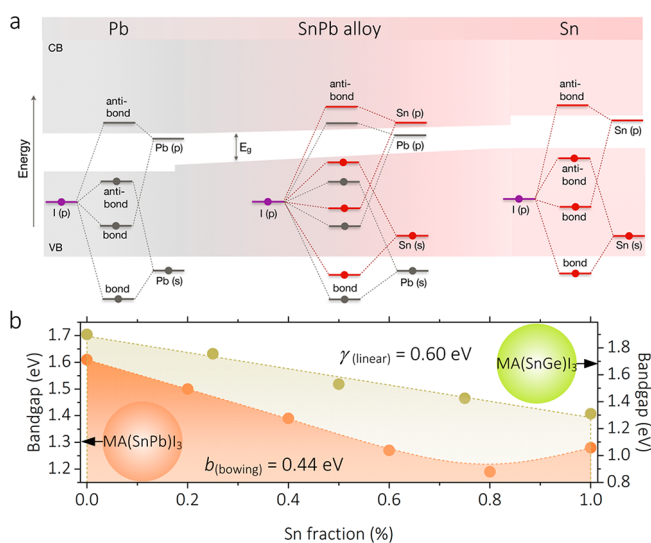 a
Pb
SnPb alloy
Sn
CB
anti-
bond
Pb (p)
I (p)
anti-
bond
bond
VB
bond
Pb (s)
Energy
Eg
anti-
bond
Sn (p)
Pb (p)
I (p)
Sn (s)
bond
Pb (s)
anti-
bond
Sn (p)
anti-
bond
I (p)
bond
Sn (s)
bond
b
1.7
1.6
1.5
1.4
1.3
1.2
Bandgap (eV)
γ (linear) = 0.60 eV
MA(SnGe)I3
MA(SnPb)I3
b(bowing) = 0.44 eV
2.0
1.8
1.6
1.4
1.2
1.0
0.8
Bandgap (eV)
0.0 0.2 0.4 0.6 0.8 1.0
Sn fraction (%)